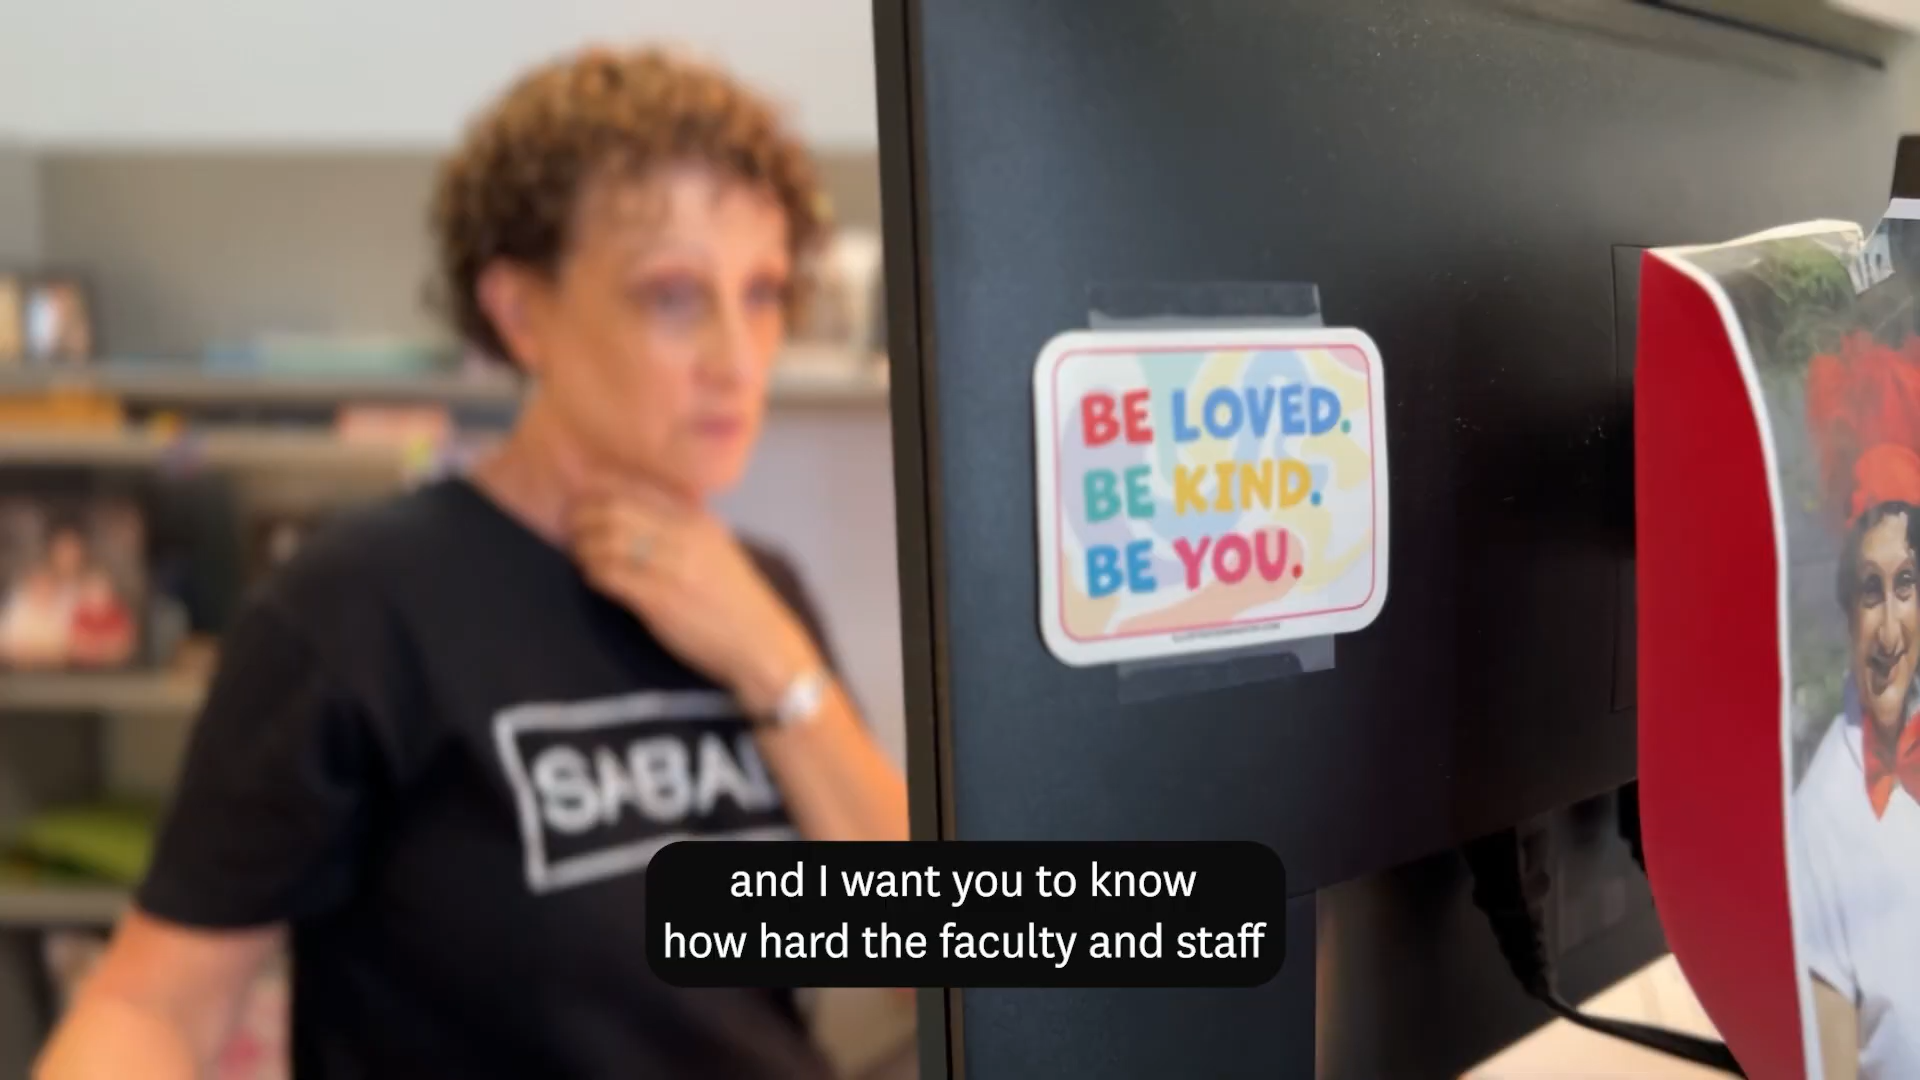 BE LOVED.
BE KIND.
BE YOU.
and I want you to know
how hard the faculty and staff